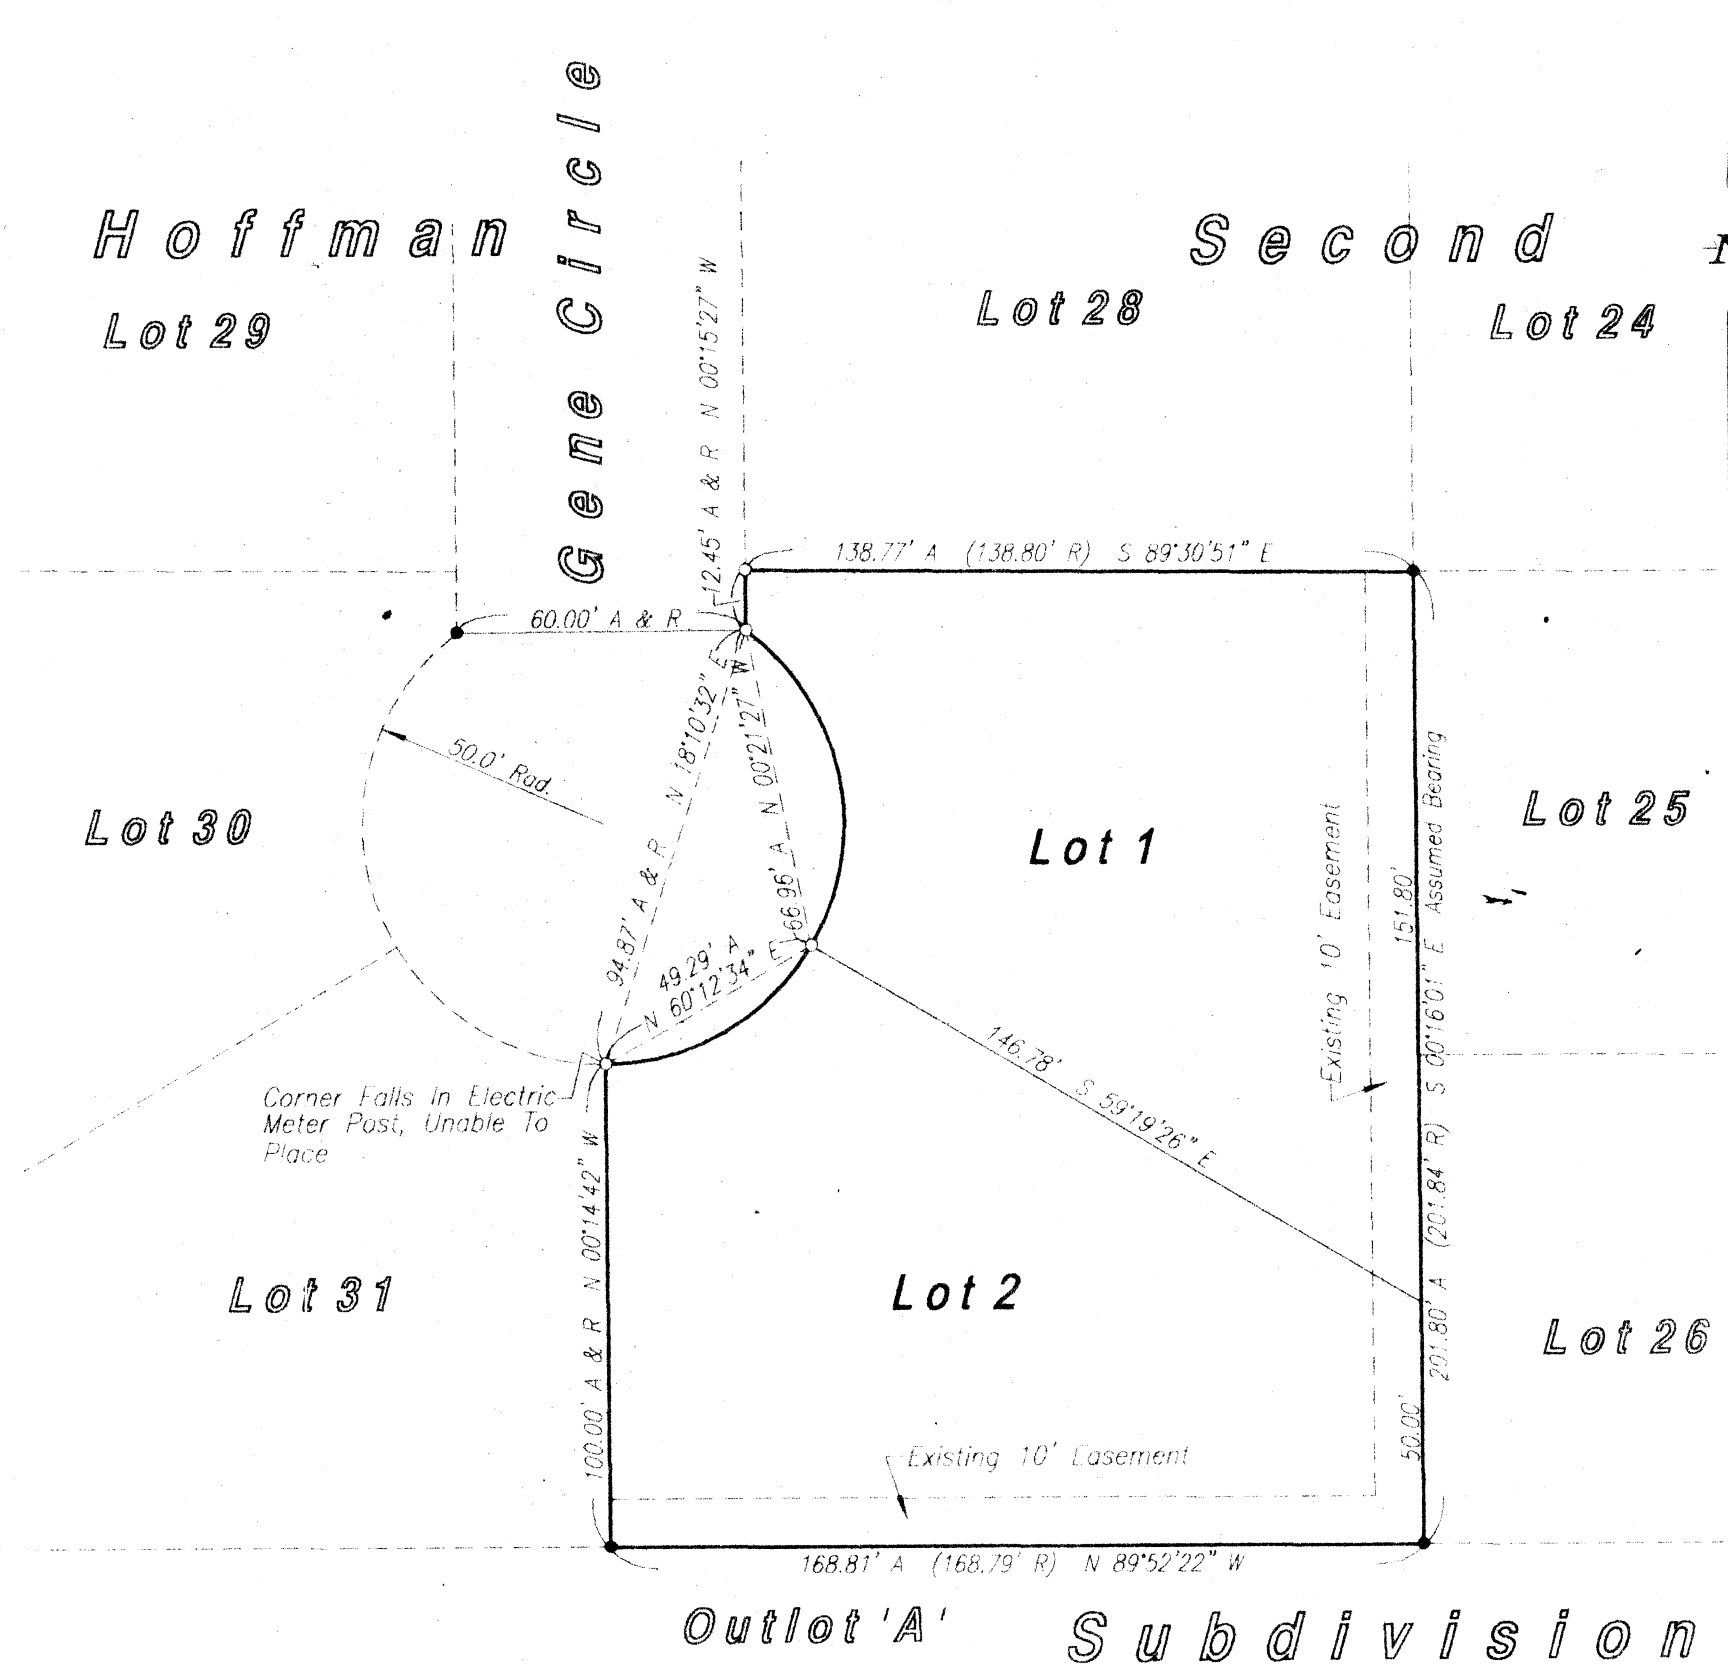 Gene Circle
Hoffman
Second
Lot 29
Lot 28
Lot 24
12.45' A & R N 00°15'27" W
138.77' A (138.80' R) S 89°30'51" E
60.00' A & R
50.0' Rad.
94.87' A & R N 18°10'32" E
66.96' A N 00°21'27" W
49.29' A
N 60°12'34" E
Lot 30
Lot 1
Lot 25
Existing 10' Easement
151.80'
201.80' A (201.84' R) S 00°16'01" E Assumed Bearing
50.00'
146.78' S 59°19'26" E
Corner Falls In Electric
Meter Post, Unable To
Place
100.00' A & R N 00°14'42" W
Lot 31
Lot 2
Lot 26
Existing 10' Easement
168.81' A (168.79' R) N 89°52'22" W
Outlot 'A'
Subdivision